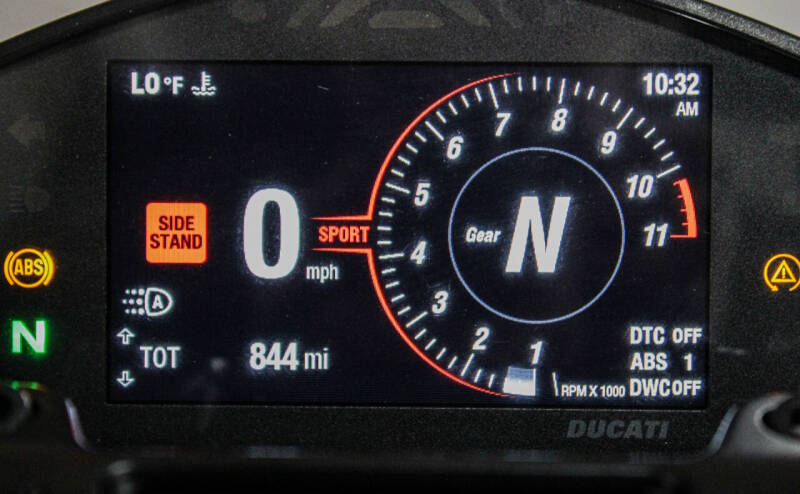 LO °F
10:32
AM
7
8
6
9
5
10
SIDE
STAND
0
mph
SPORT
Gear N
11
4
ABS
A
3
N
2
1
DTC OFF
TOT 844 mi
ABS 1
RPM X 1000
DWC OFF
DUCATI